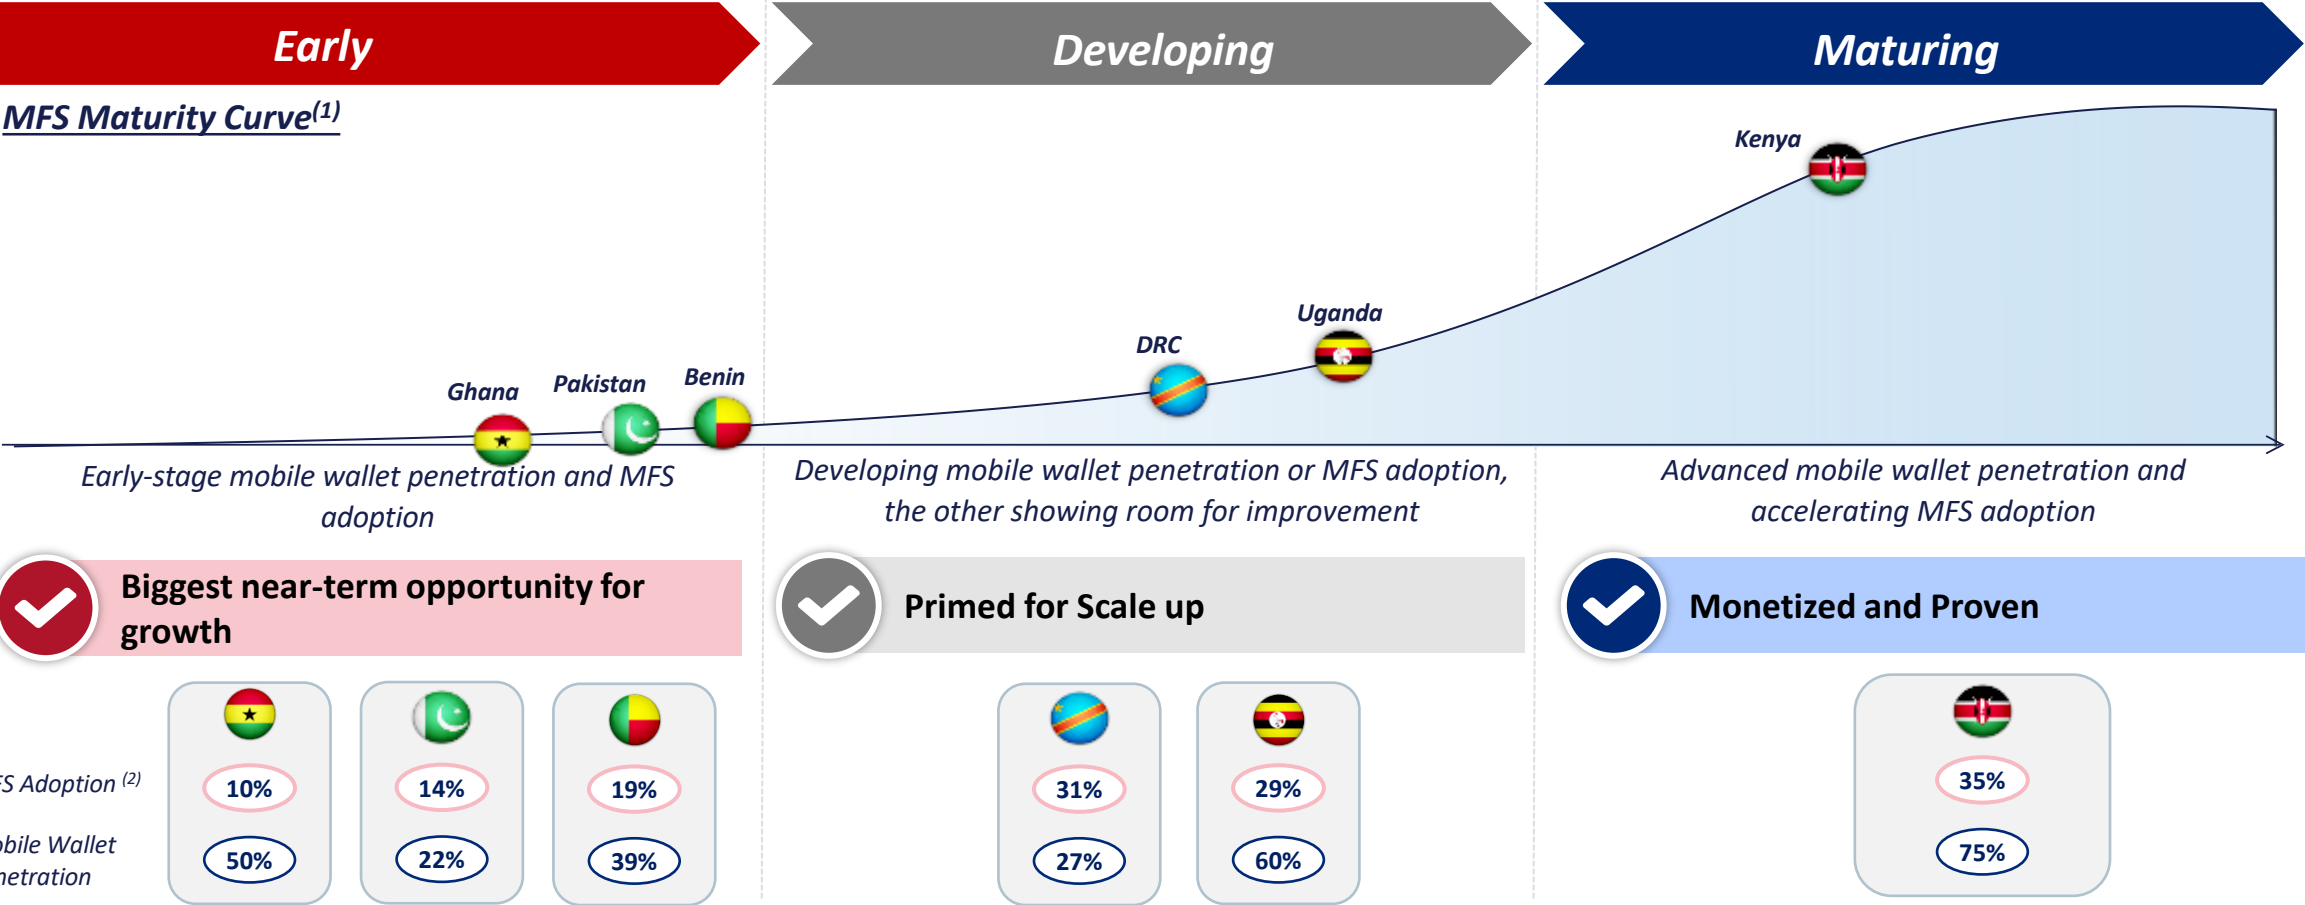 Early
Developing
Maturing
MFS Maturity Curve(1)
Kenya
Uganda
DRC
Benin
Pakistan
Ghana
Early-stage mobile wallet penetration and MFS
adoption
Developing mobile wallet penetration or MFS adoption,
the other showing room for improvement
Advanced mobile wallet penetration and
accelerating MFS adoption
Biggest near-term opportunity for
growth
Primed for Scale up
Monetized and Proven
FS Adoption (2)
10%
14%
19%
31%
29%
35%
obile Wallet
netration
50%
22%
39%
27%
60%
75%